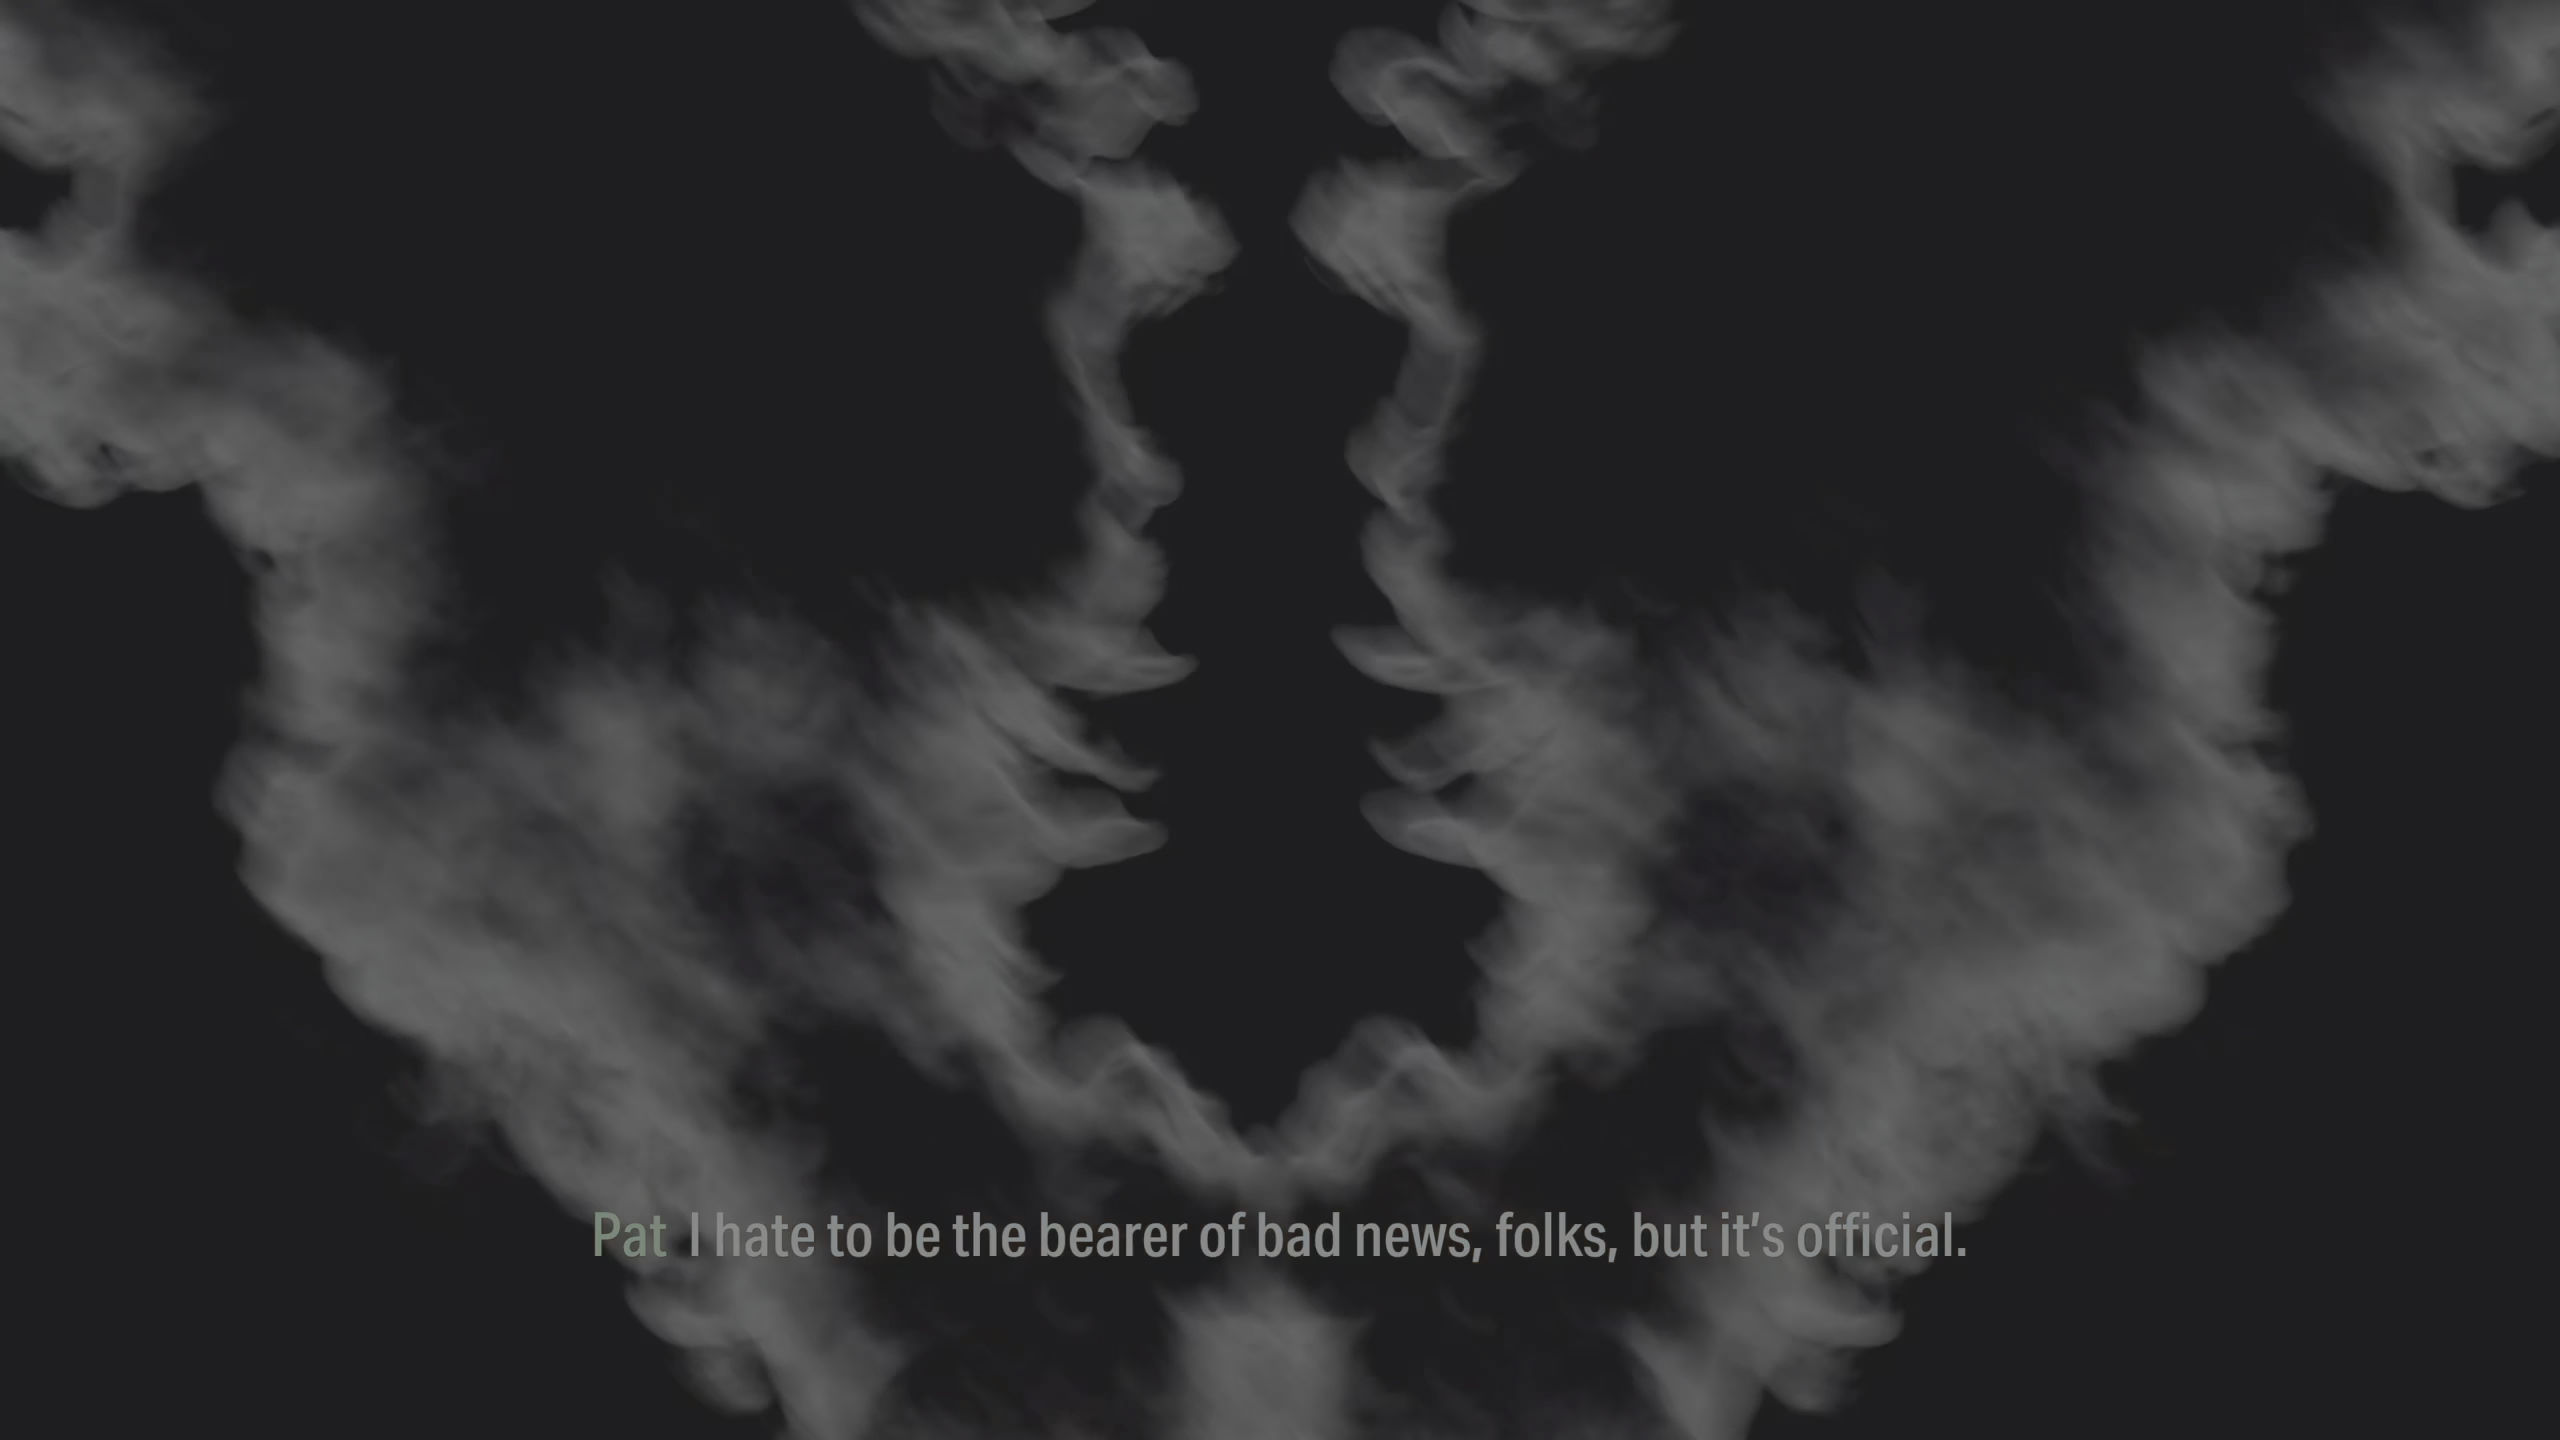 Pat I hate to be the bearer of bad news, folks, but it's official.